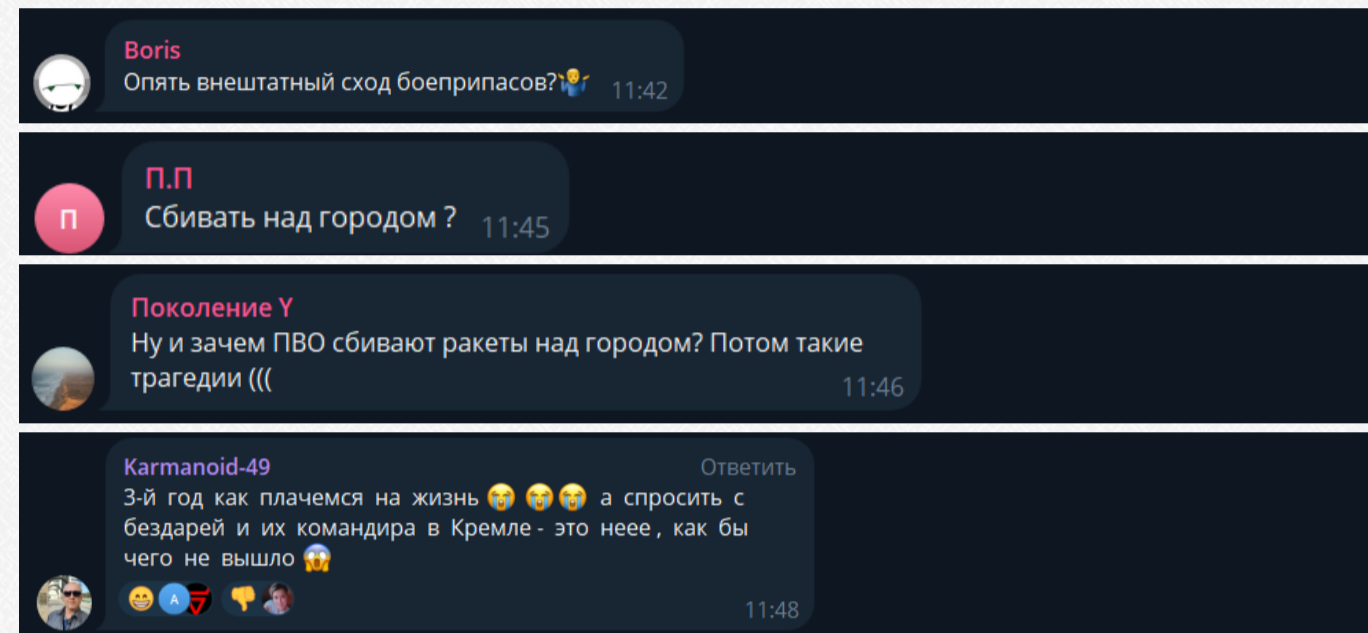 Boris
Опять внештатный сход боеприпасов?🤷‍♂️ 11:42
П.П
П
Сбивать над городом ? 11:45
Поколение Y
Ну и зачем ПВО сбивают ракеты над городом? Потом такие
трагедии (((
11:46
Karmanoid-49 Ответить
3-й год как плачемся на жизнь 😭 😭😭 а спросить с
бездарей и их командира в Кремле - это неее , как бы
чего не вышло 😱
А
11:48